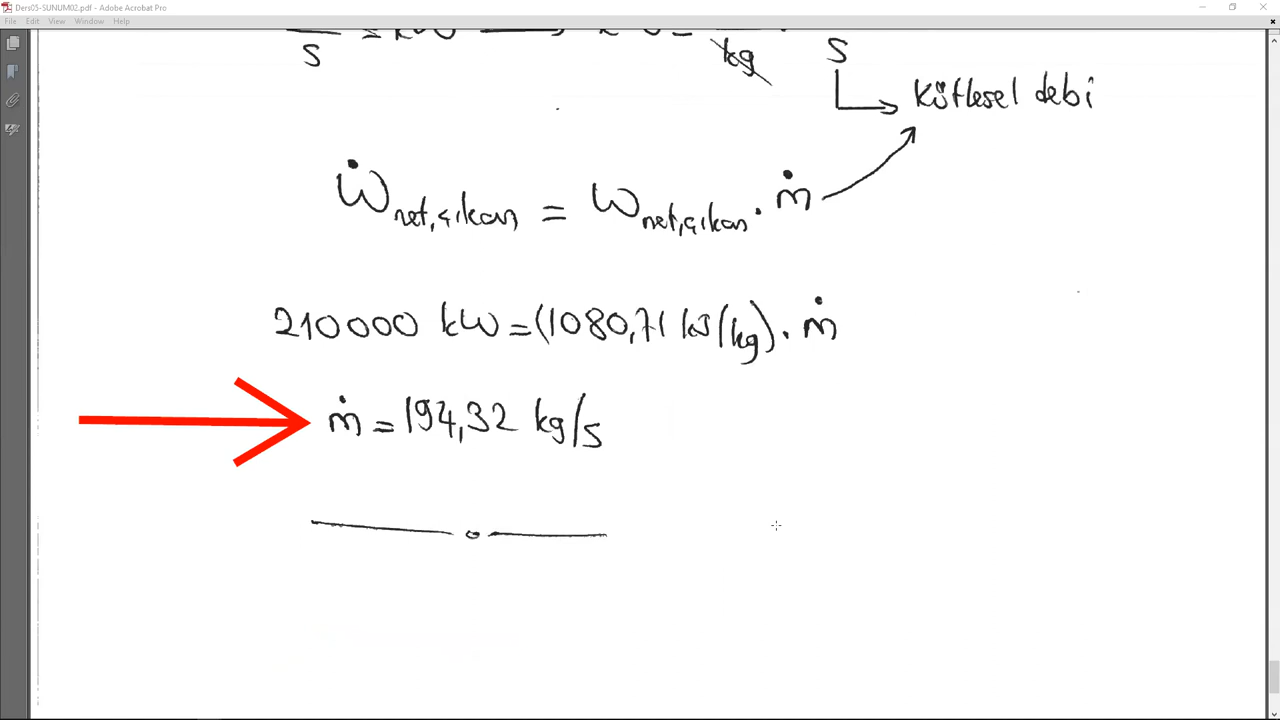 Ders05-SUNUM02.pdf - Adobe Acrobat Pro
File Edit View Window Help
S kg S
kütlesel debi
Ẇnet,çıkan = wnet,çıkan · ṁ
210000 kW = (1080,71 kJ/kg) · ṁ
ṁ = 194,32 kg/s